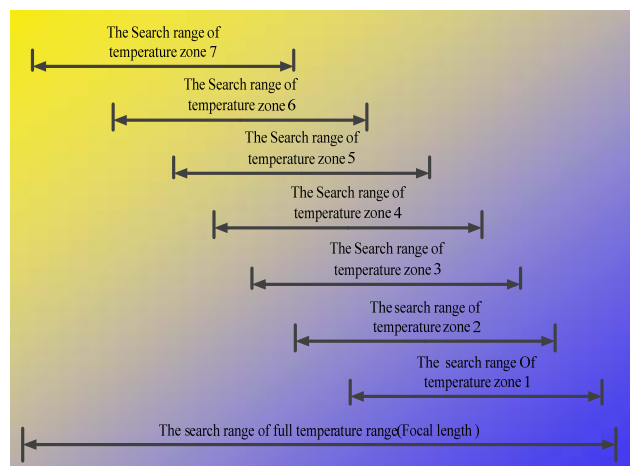 The Search range of
temperature zone 7
The Search range of
temperature zone 6
The Search range of
temperature zone 5
The Search range of
temperature zone 4
The Search range of
temperature zone 3
The search range of
temperature zone 2
The search range Of
temperature zone 1
The search range of full temperature range(Focal length )